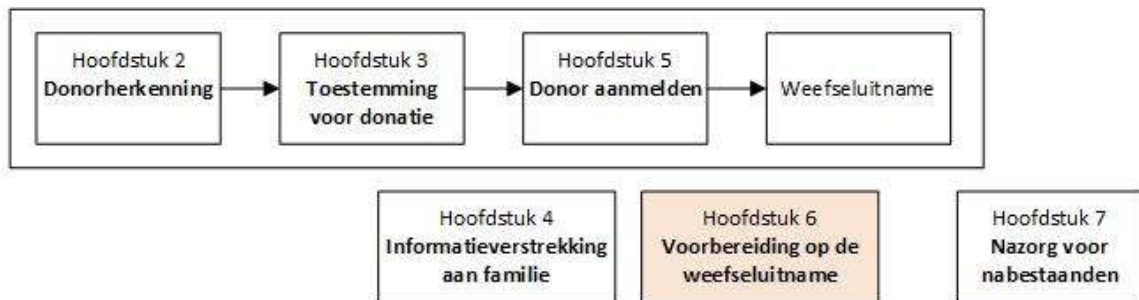 Hoofdstuk 2
Donorherkenning
Hoofdstuk 3
Toestemming
voor donatie
Hoofdstuk 5
Donor aanmelden
Weefseluitname
Hoofdstuk 4
Informatieverstrekking
aan familie
Hoofdstuk 6
Voorbereiding op de
weefseluitname
Hoofdstuk 7
Nazorg voor
nabestaanden